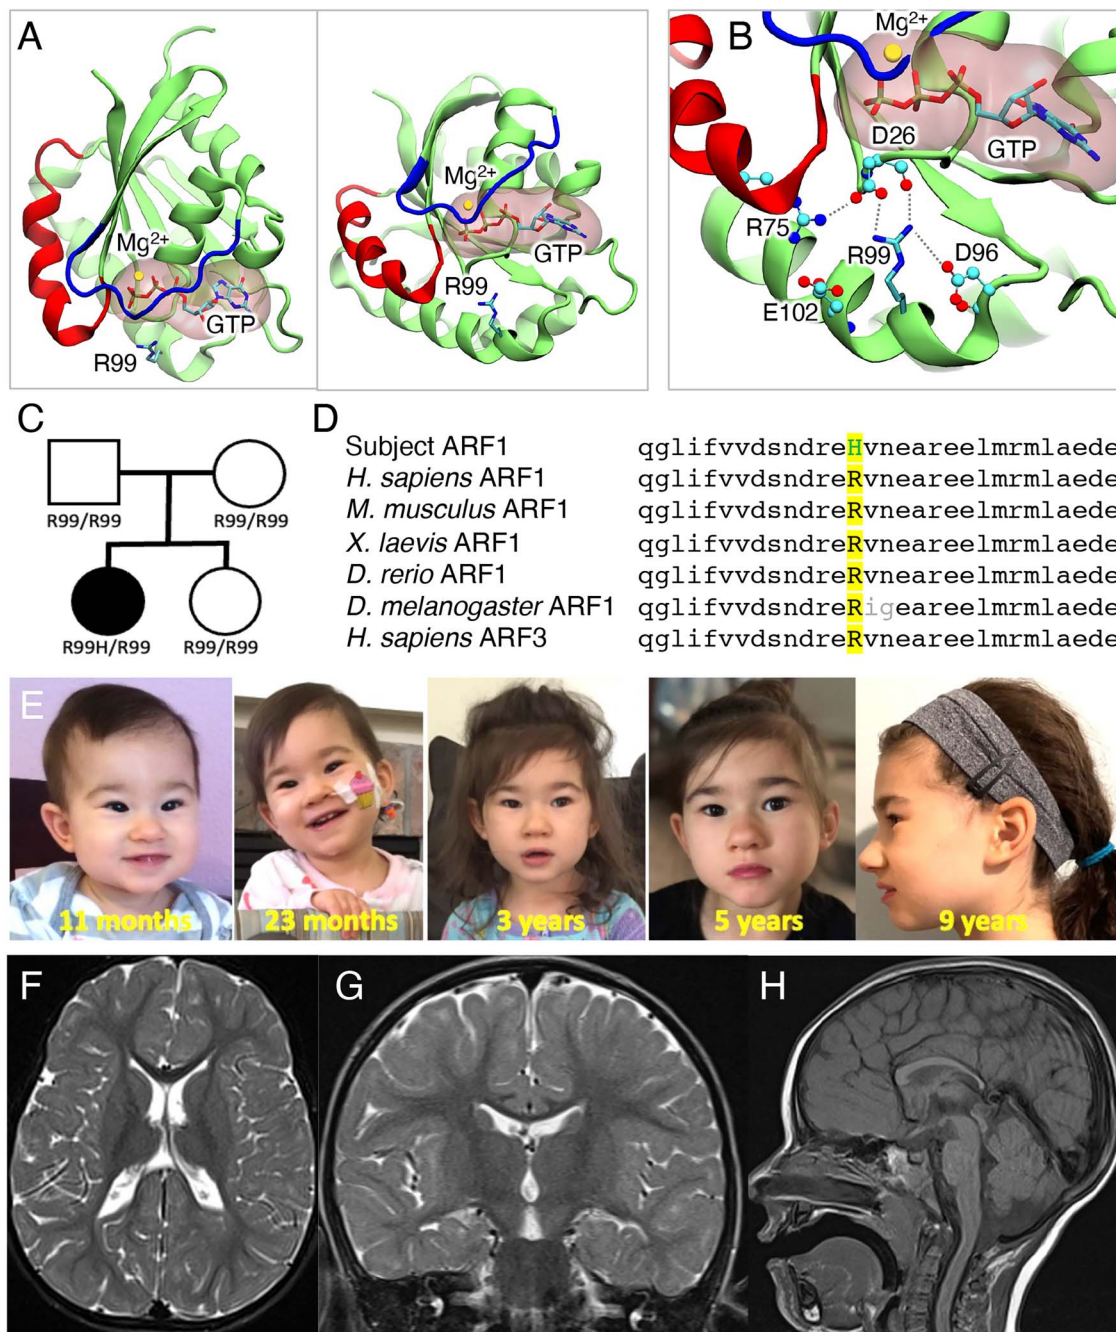 A
Mg2+
GTP
R99
Mg2+
GTP
R99
B
Mg2+
D26
GTP
R75
R99
D96
E102
C
R99/R99
R99/R99
R99H/R99
R99/R99
D
Subject ARF1 qglifvvdsndreHvneareelmrmlaede
H. sapiens ARF1 qglifvvdsndreRvneareelmrmlaede
M. musculus ARF1 qglifvvdsndreRvneareelmrmlaede
X. laevis ARF1 qglifvvdsndreRvneareelmrmlaede
D. rerio ARF1 qglifvvdsndreRvneareelmrmlaede
D. melanogaster ARF1 qglifvvdsndreRigeareelmrmlaede
H. sapiens ARF3 qglifvvdsndreRvneareelmrmlaede
E
11 months
23 months
3 years
5 years
9 years
F
G
H